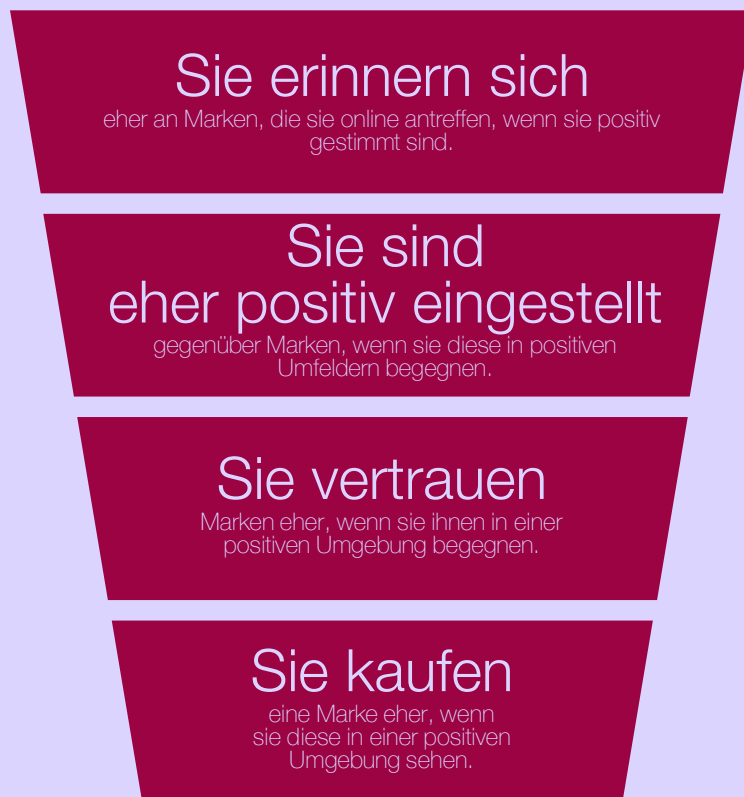 Sie erinnern sich
eher an Marken, die sie online antreffen, wenn sie positiv
gestimmt sind.
Sie sind
eher positiv eingestellt
gegenüber Marken, wenn sie diese in positiven
Umfeldern begegnen.
Sie vertrauen
Marken eher, wenn sie ihnen in einer
positiven Umgebung begegnen.
Sie kaufen
eine Marke eher, wenn
sie diese in einer positiven
Umgebung sehen.